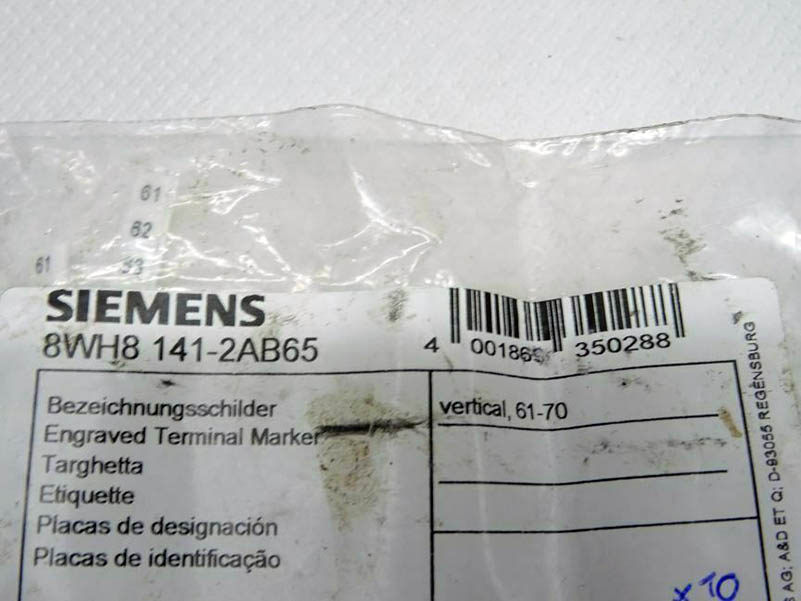 61
62
61 33
SIEMENS
8WH8 141-2AB65
4 001869 350288
Bezeichnungsschilder
Engraved Terminal Marker
Targhetta
Etiquette
Placas de designación
Placas de identificação
vertical, 61-70
x 10
AG; A&D ET Q; D-93055 REGENSBURG